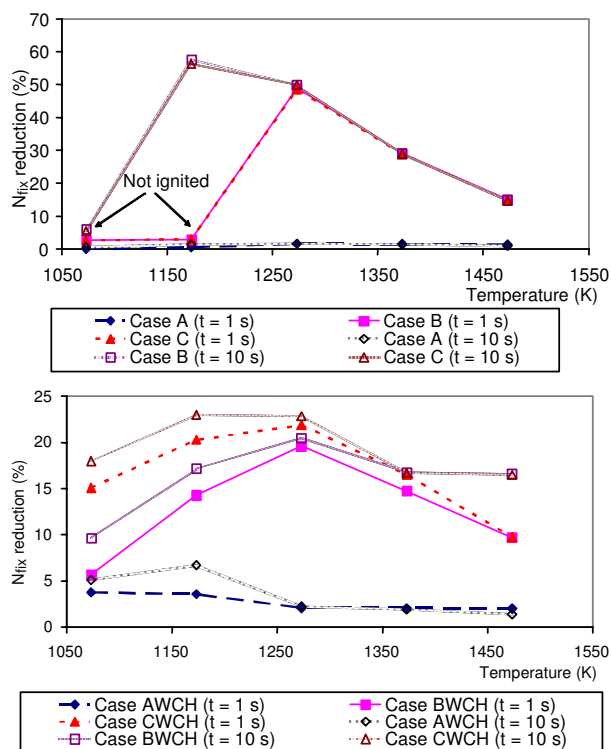 70
60
50
40
30
20
10
0
N_fix reduction (%)
Not ignited
1050 1150 1250 1350 1450 1550
Temperature (K)
Case A (t = 1 s) Case B (t = 1 s)
Case C (t = 1 s) Case A (t = 10 s)
Case B (t = 10 s) Case C (t = 10 s)
25
20
15
10
5
0
N_fix reduction (%)
1050 1150 1250 1350 1450 1550
Temperature (K)
Case AWCH (t = 1 s) Case BWCH (t = 1 s)
Case CWCH (t = 1 s) Case AWCH (t = 10 s)
Case BWCH (t = 10 s) Case CWCH (t = 10 s)